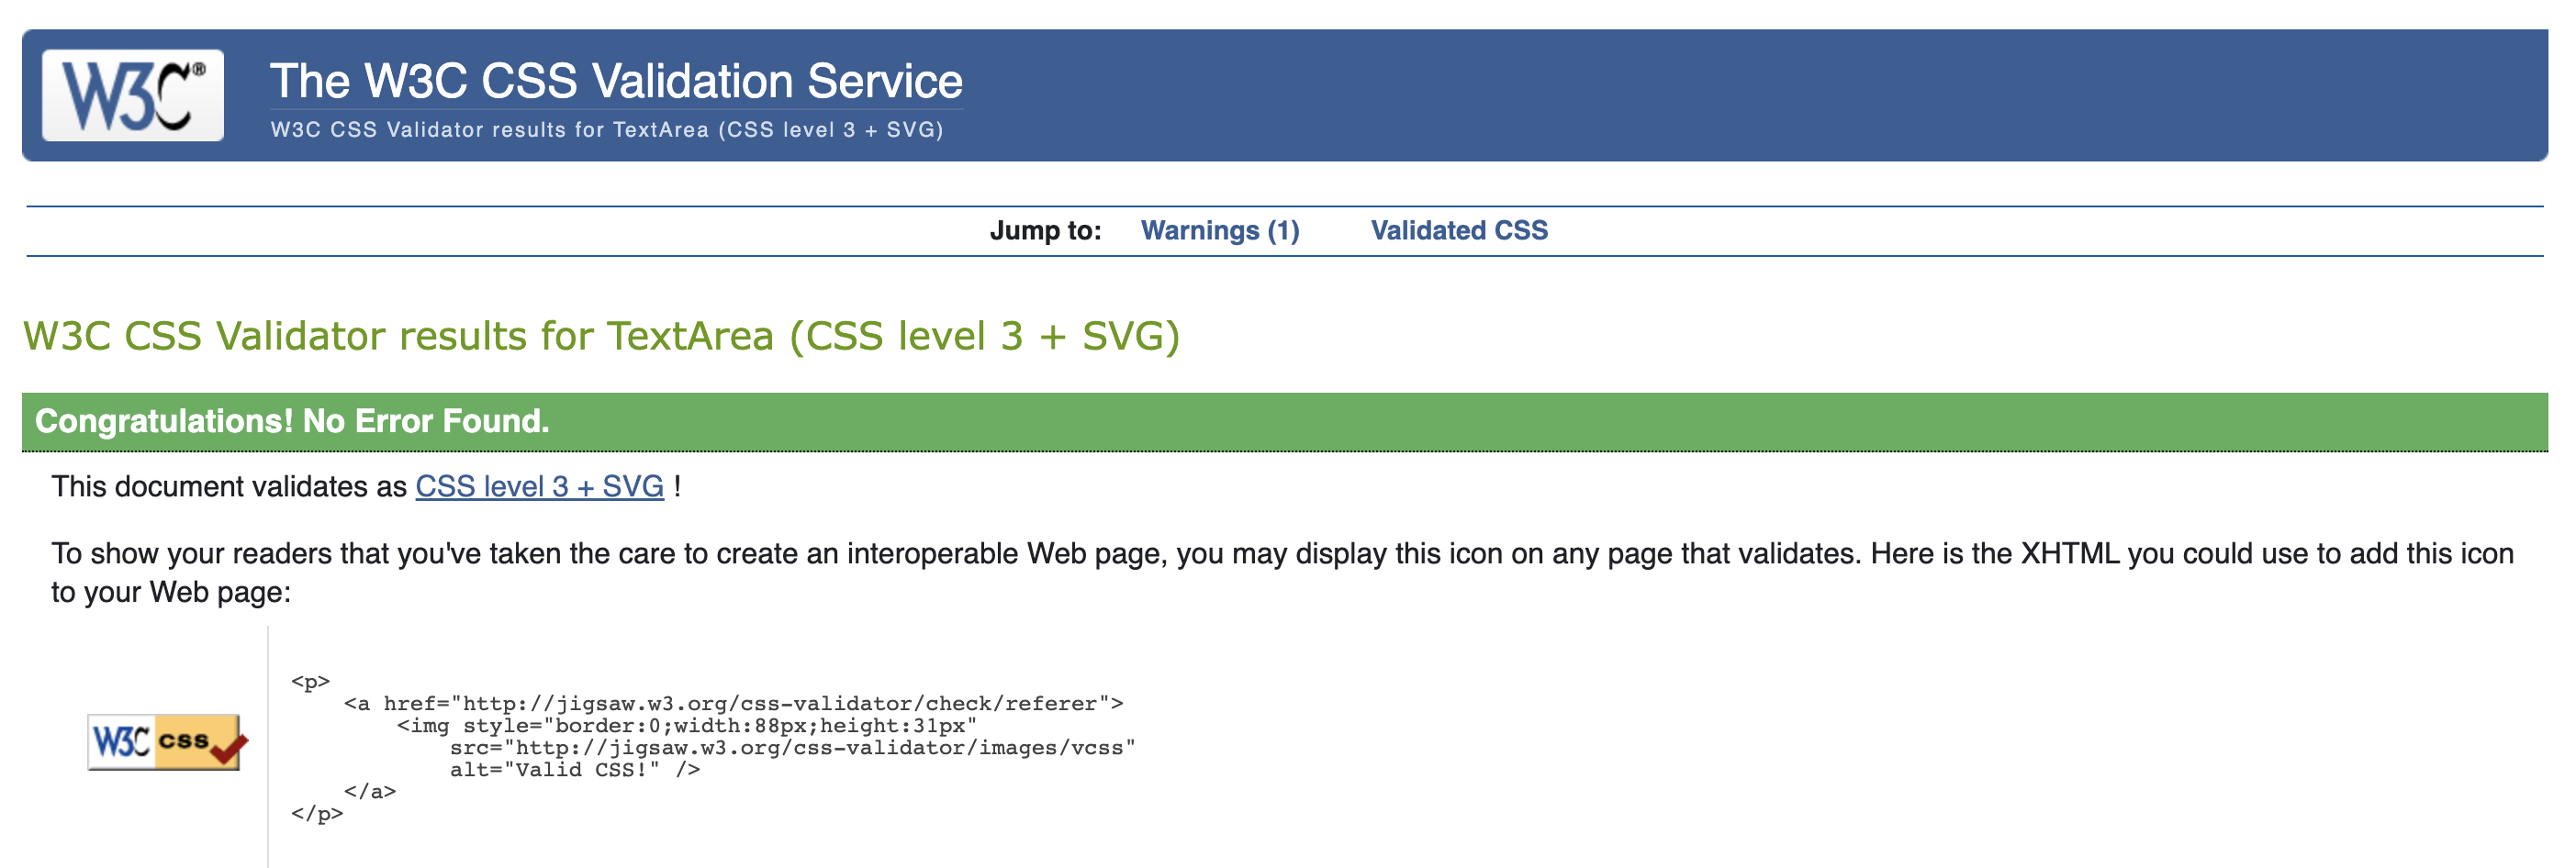 W3C®
The W3C CSS Validation Service
W3C CSS Validator results for TextArea (CSS level 3 + SVG)
Jump to: Warnings (1) Validated CSS
W3C CSS Validator results for TextArea (CSS level 3 + SVG)
Congratulations! No Error Found.
This document validates as CSS level 3 + SVG !
To show your readers that you've taken the care to create an interoperable Web page, you may display this icon on any page that validates. Here is the XHTML you could use to add this icon
to your Web page:
W3C css
<p>
    <a href="http://jigsaw.w3.org/css-validator/check/referer">
        <img style="border:0;width:88px;height:31px"
            src="http://jigsaw.w3.org/css-validator/images/vcss"
            alt="Valid CSS!" />
    </a>
</p>